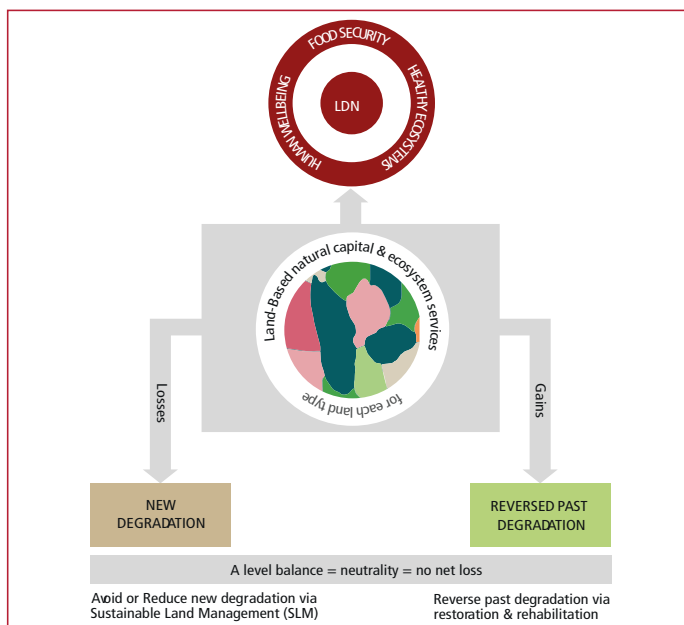 FOOD SECURITY
HUMAN WELLBEING
HEALTHY ECOSYSTEMS
LDN
Land-Based natural capital & ecosystem services
for each land type
Losses
Gains
NEW
DEGRADATION
REVERSED PAST
DEGRADATION
A level balance = neutrality = no net loss
Avoid or Reduce new degradation via
Sustainable Land Management (SLM)
Reverse past degradation via
restoration & rehabilitation